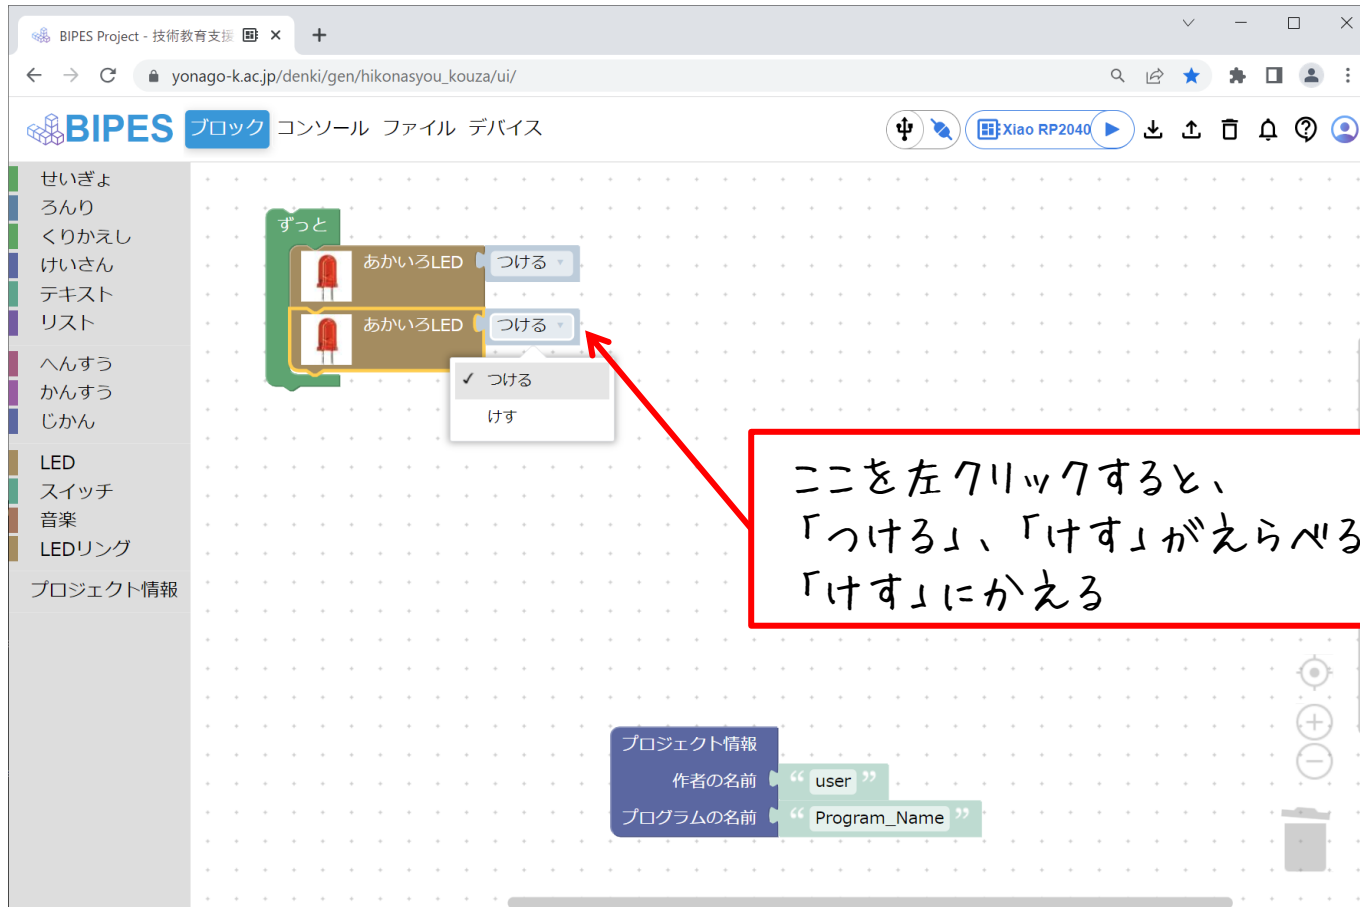 BIPES Project - 技術教育支援
yonago-k.ac.jp/denki/gen/hikonasyou_kouza/ui/
BIPES ブロック コンソール ファイル デバイス Xiao RP2040
せいぎょ
ろんり
くりかえし
けいさん
テキスト
リスト
へんすう
かんすう
じかん
LED
スイッチ
音楽
LEDリング
プロジェクト情報
ずっと
あかいろLED つける
あかいろLED つける
✓ つける
けす
ここを左クリックすると、
「つける」、「けす」がえらべる
「けす」にかえる
プロジェクト情報
作者の名前 “ user ”
プログラムの名前 “ Program_Name ”